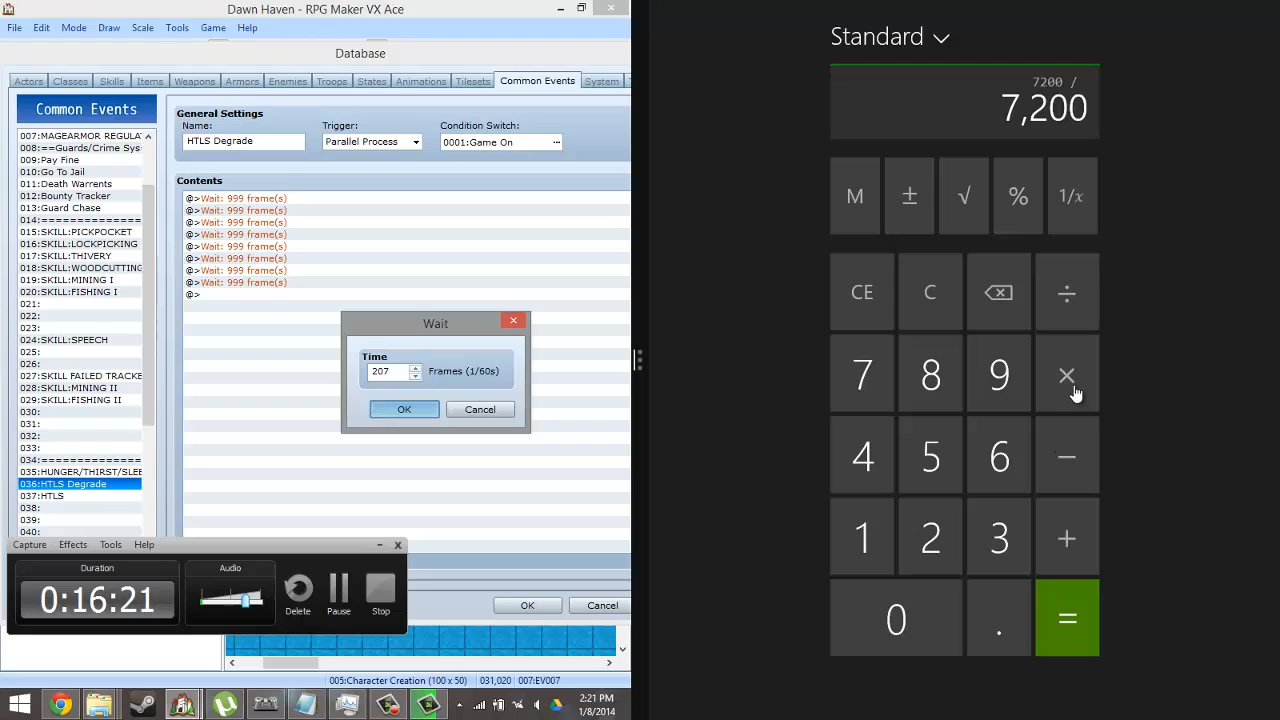 Dawn Haven - RPG Maker VX Ace
File Edit Mode Draw Scale Tools Game Help
Database
Actors Classes Skills Items Weapons Armors Enemies Troops States Animations Tilesets Common Events System
Common Events
007:MAGEARMOR REGULA
008:==Guards/Crime Sys
009:Pay Fine
010:Go To Jail
011:Death Warrents
012:Bounty Tracker
013:Guard Chase
014:==============
015:SKILL:PICKPOCKET
016:SKILL:LOCKPICKING
017:SKILL:THIVERY
018:SKILL:WOODCUTTING
019:SKILL:MINING I
020:SKILL:FISHING I
021:
022:
023:
024:SKILL:SPEECH
025:
026:
027:SKILL FAILED TRACKE
028:SKILL:MINING II
029:SKILL:FISHING II
030:
031:
032:
033:
034:==============
035:HUNGER/THIRST/SLEE
036:HTLS Degrade
037:HTLS
038:
039:
040:
General Settings
Name: Trigger: Condition Switch:
HTLS Degrade Parallel Process 0001:Game On ...
Contents
@>Wait: 999 frame(s)
@>Wait: 999 frame(s)
@>Wait: 999 frame(s)
@>Wait: 999 frame(s)
@>Wait: 999 frame(s)
@>Wait: 999 frame(s)
@>Wait: 999 frame(s)
@>Wait: 999 frame(s)
@>
Wait
Time
207 Frames (1/60s)
OK Cancel
Capture Effects Tools Help
Duration Audio
0:16:21
Delete Pause Stop
OK Cancel
005:Character Creation (100 x 50) 031,020 007:EV007
2:21 PM
1/8/2014
Standard
7200 /
7,200
M ± √ % 1/x
CE C ÷
7 8 9 ×
4 5 6 −
1 2 3 +
0 . =